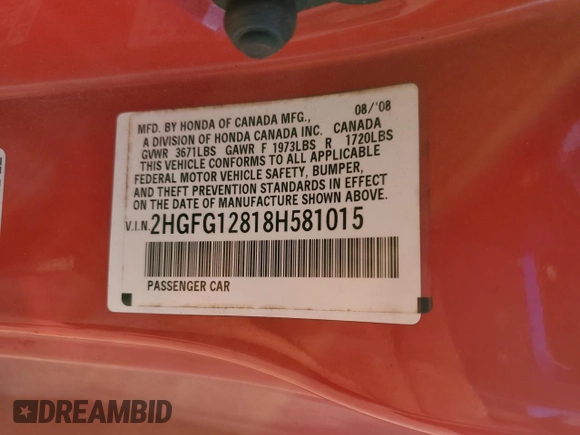 MFD. BY HONDA OF CANADA MFG., 08/'08
A DIVISION OF HONDA CANADA INC. CANADA
GVWR 3671LBS GAWR F 1973LBS R 1720LBS
THIS VEHICLE CONFORMS TO ALL APPLICABLE
FEDERAL MOTOR VEHICLE SAFETY, BUMPER,
AND THEFT PREVENTION STANDARDS IN EFFECT
ON THE DATE OF MANUFACTURE SHOWN ABOVE.
V.I.N. 2HGFG12818H581015
PASSENGER CAR
DREAMBID